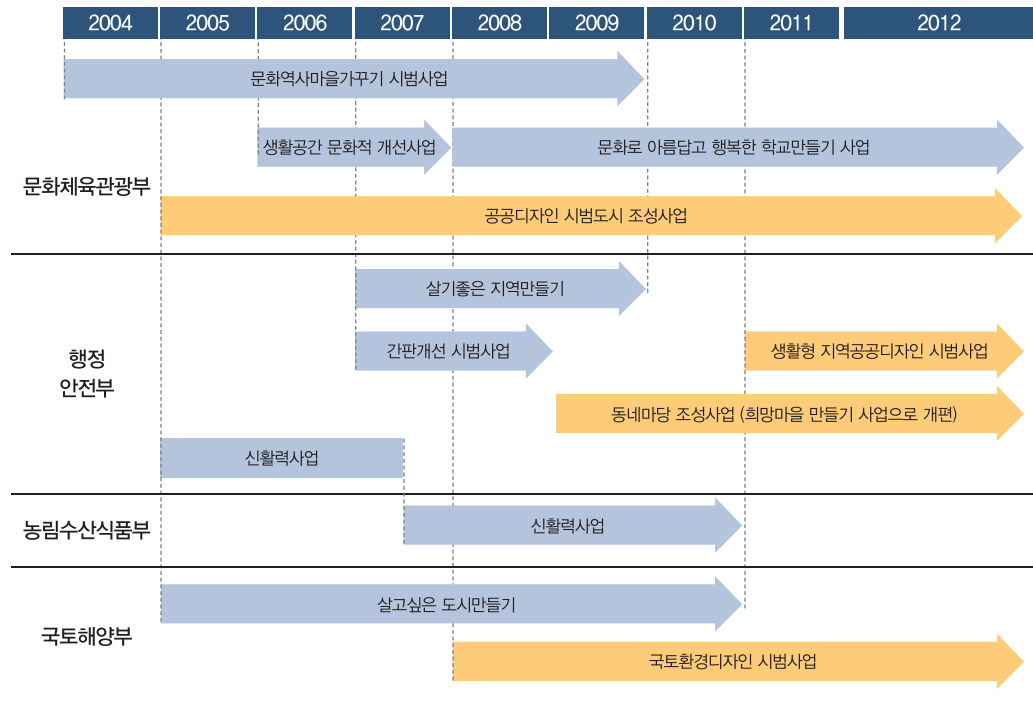 2004 2005 2006 2007 2008 2009 2010 2011 2012
문화체육관광부
문화역사마을가꾸기 시범사업
생활공간 문화적 개선사업
문화로 아름답고 행복한 학교만들기 사업
공공디자인 시범도시 조성사업
행정
안전부
살기좋은 지역만들기
간판개선 시범사업
생활형 지역공공디자인 시범사업
동네마당 조성사업 (희망마을 만들기 사업으로 개편)
신활력사업
농림수산식품부
신활력사업
국토해양부
살고싶은 도시만들기
국토환경디자인 시범사업